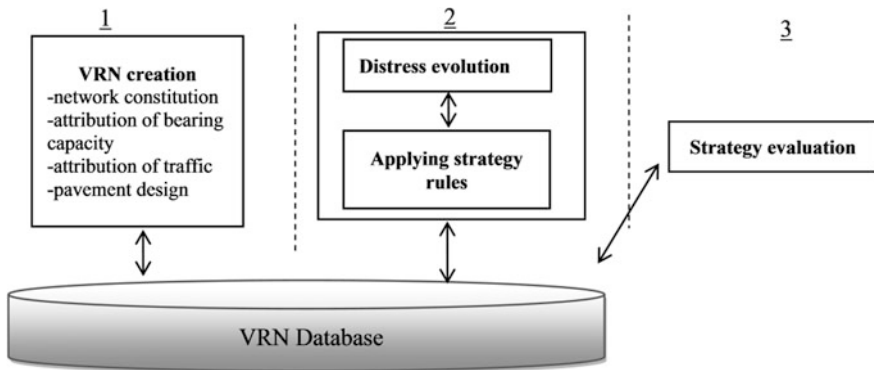 1
VRN creation
-network constitution
-attribution of bearing
capacity
-attribution of traffic
-pavement design
2
Distress evolution
Applying strategy
rules
3
Strategy evaluation
VRN Database